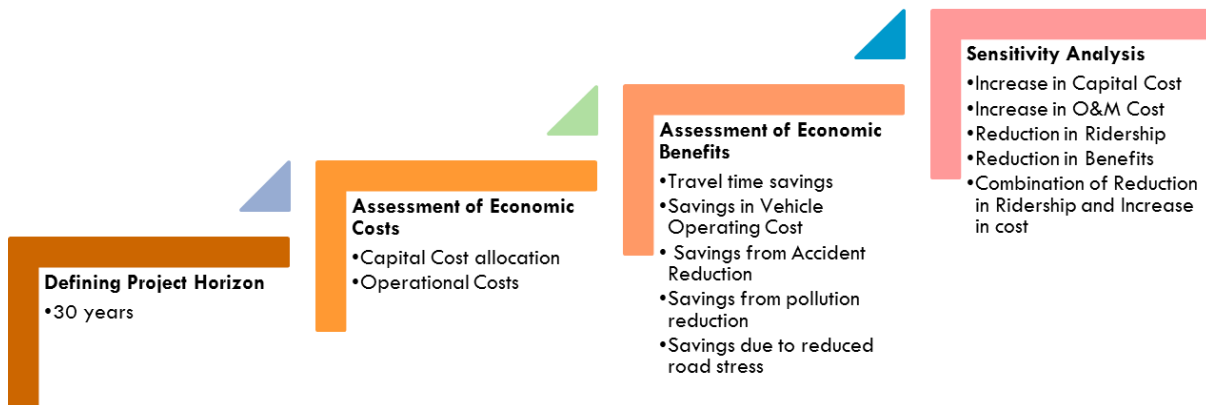 Defining Project Horizon
•30 years
Assessment of Economic
Costs
•Capital Cost allocation
•Operational Costs
Assessment of Economic
Benefits
•Travel time savings
•Savings in Vehicle
Operating Cost
• Savings from Accident
Reduction
•Savings from pollution
reduction
•Savings due to reduced
road stress
Sensitivity Analysis
•Increase in Capital Cost
•Increase in O&M Cost
•Reduction in Ridership
•Reduction in Benefits
•Combination of Reduction
in Ridership and Increase
in cost